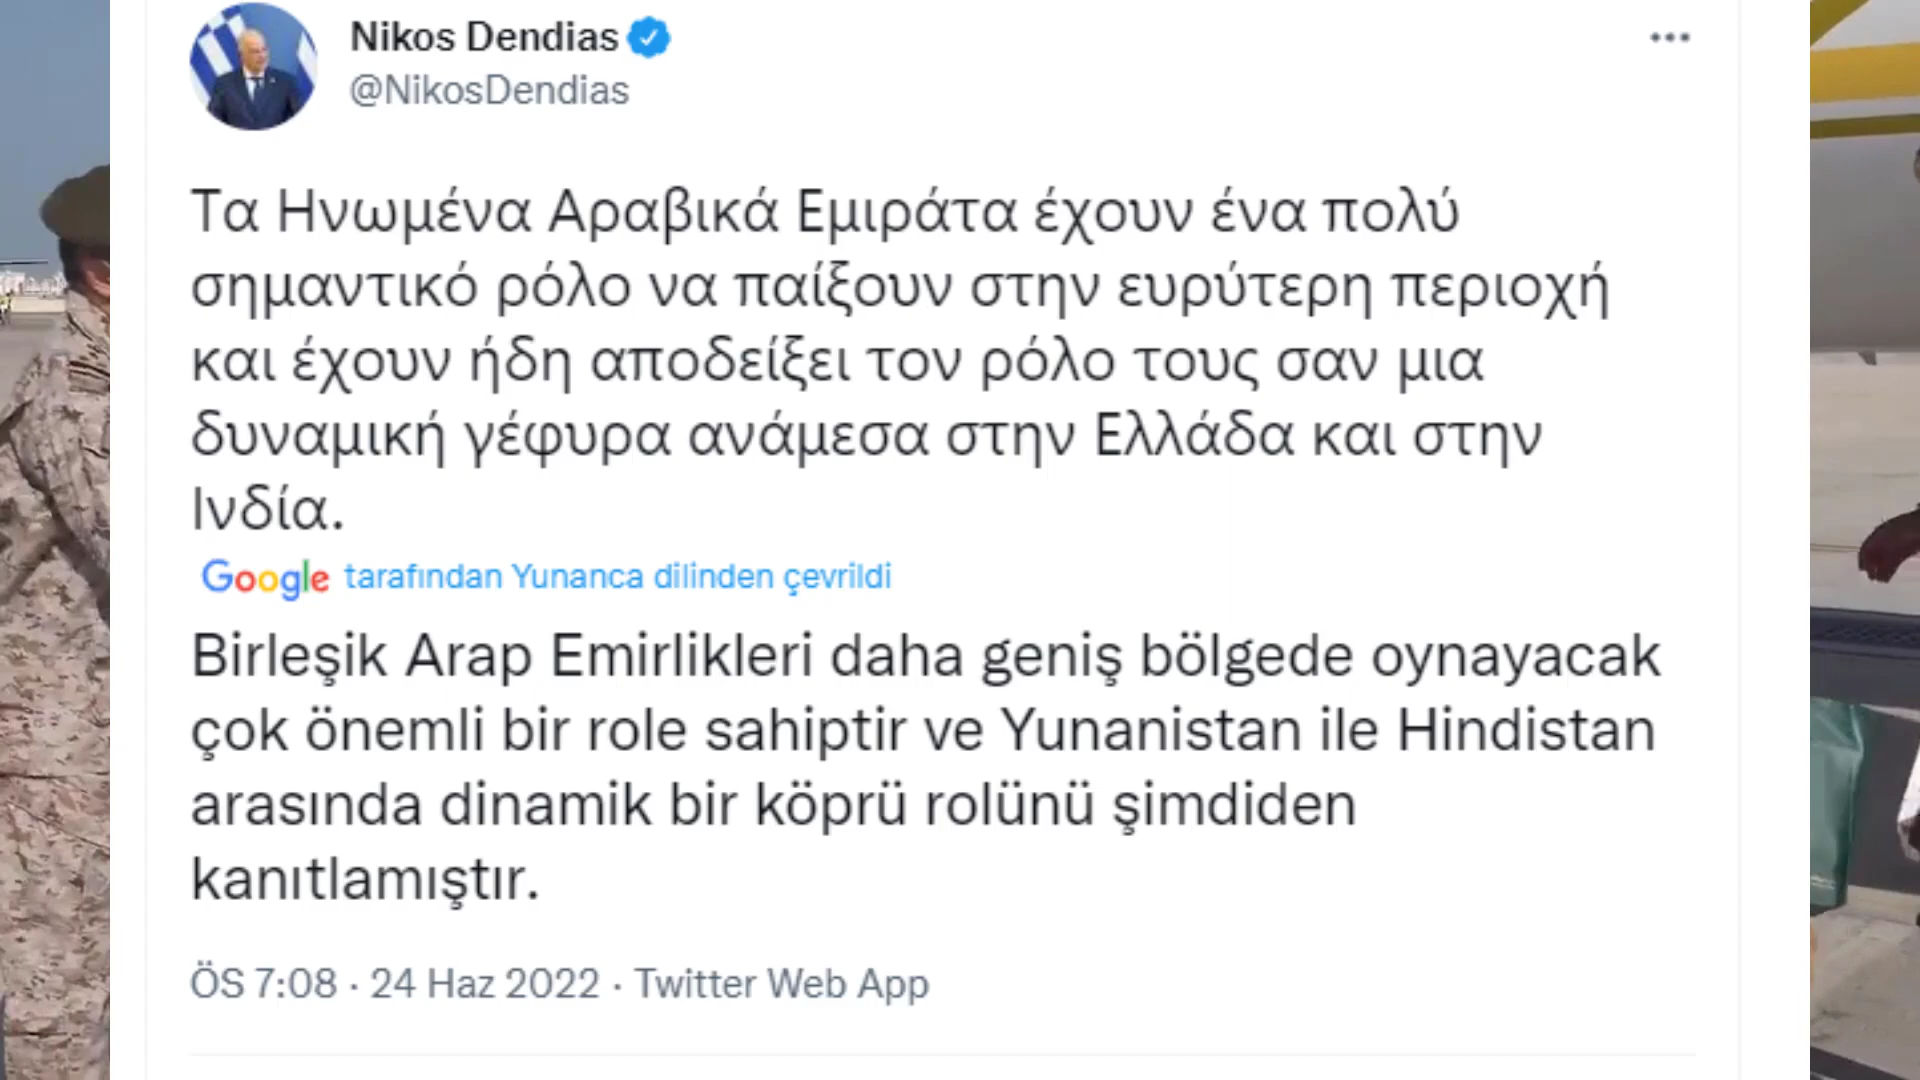 Nikos Dendias
@NikosDendias
Τα Ηνωμένα Αραβικά Εμιράτα έχουν ένα πολύ
σημαντικό ρόλο να παίξουν στην ευρύτερη περιοχή
και έχουν ήδη αποδείξει τον ρόλο τους σαν μια
δυναμική γέφυρα ανάμεσα στην Ελλάδα και στην
Ινδία.
Google tarafından Yunanca dilinden çevrildi
Birleşik Arap Emirlikleri daha geniş bölgede oynayacak
çok önemli bir role sahiptir ve Yunanistan ile Hindistan
arasında dinamik bir köprü rolünü şimdiden
kanıtlamıştır.
ÖS 7:08 · 24 Haz 2022 · Twitter Web App